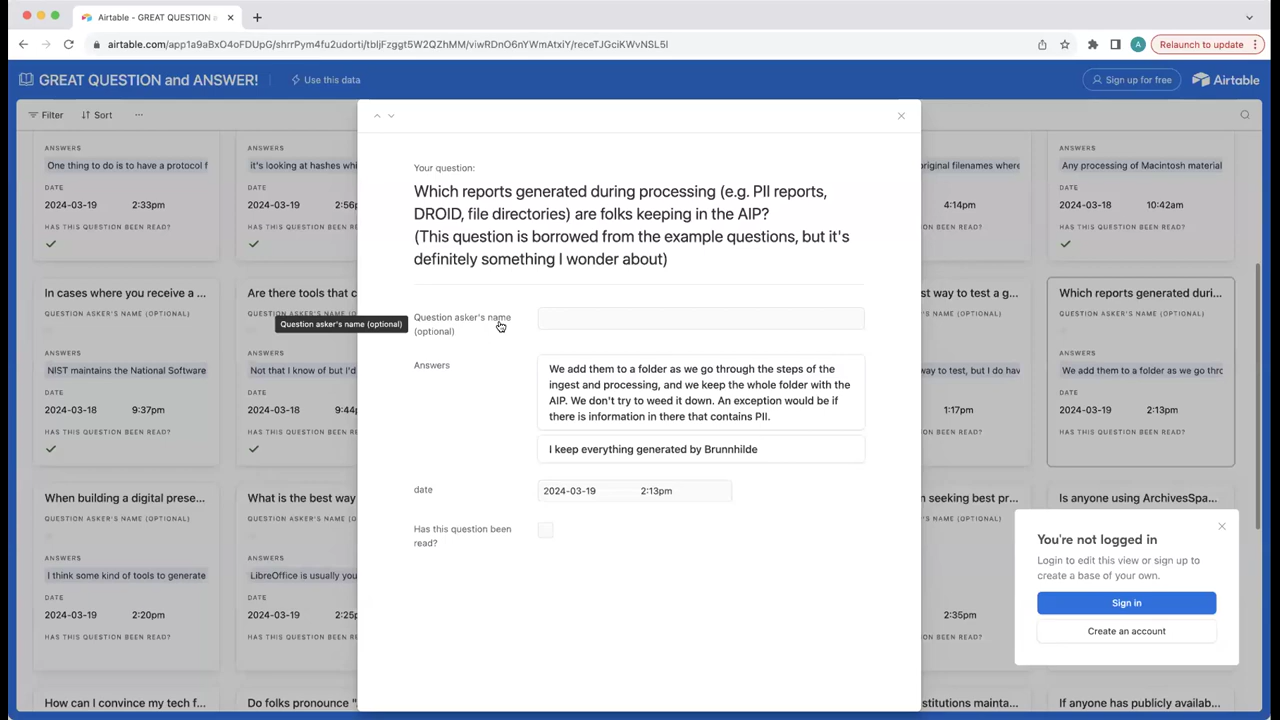 Airtable - GREAT QUESTION a
airtable.com/app1a9aBxO4oFDUpG/shrrPym4fu2udorti/tbljFzggt5W2QZhMM/viwRDnO6nYWmAtxiY/receTJGciKWvNSL5I
A
Relaunch to update
GREAT QUESTION and ANSWER!
Use this data
Sign up for free
Airtable
Filter
Sort
ANSWERS
One thing to do is to have a protocol f
DATE
2024-03-19 2:33pm
HAS THIS QUESTION BEEN READ?
ANSWERS
it's looking at hashes whi
DATE
2024-03-19 2:56p
HAS THIS QUESTION BEEN R
original filenames where
4:14pm
ANSWERS
Any processing of Macintosh material
DATE
2024-03-18 10:42am
HAS THIS QUESTION BEEN READ?
In cases where you receive a ...
QUESTION ASKER'S NAME (OPTIONAL)
ANSWERS
NIST maintains the National Software
DATE
2024-03-18 9:37pm
HAS THIS QUESTION BEEN READ?
Are there tools that c
ANSWERS
Not that I know of but I'd
DATE
2024-03-18 9:44p
HAS THIS QUESTION BEEN R
st way to test a g...
way to test, but I do hav
1:17pm
Which reports generated duri...
QUESTION ASKER'S NAME (OPTIONAL)
ANSWERS
We add them to a folder as we go thro
DATE
2024-03-19 2:13pm
HAS THIS QUESTION BEEN READ?
When building a digital prese...
QUESTION ASKER'S NAME (OPTIONAL)
ANSWERS
I think some kind of tools to generate
DATE
2024-03-19 2:20pm
HAS THIS QUESTION BEEN READ?
What is the best way
QUESTION ASKER'S NAME (OP
ANSWERS
LibreOffice is usually you
DATE
2024-03-19 2:25p
HAS THIS QUESTION BEEN R
seeking best pr...
2:35pm
Is anyone using ArchivesSpa...
How can I convince my tech f...
Do folks pronounce "
stitutions mainta...
If anyone has publicly availab...
Your question:
Which reports generated during processing (e.g. PII reports,
DROID, file directories) are folks keeping in the AIP?
(This question is borrowed from the example questions, but it's
definitely something I wonder about)
Question asker's name
(optional)
Question asker's name (optional)
Answers
We add them to a folder as we go through the steps of the
ingest and processing, and we keep the whole folder with the
AIP. We don't try to weed it down. An exception would be if
there is information in there that contains PII.
I keep everything generated by Brunnhilde
date
2024-03-19 2:13pm
Has this question been
read?
You're not logged in
Login to edit this view or sign up to
create a base of your own.
Sign in
Create an account